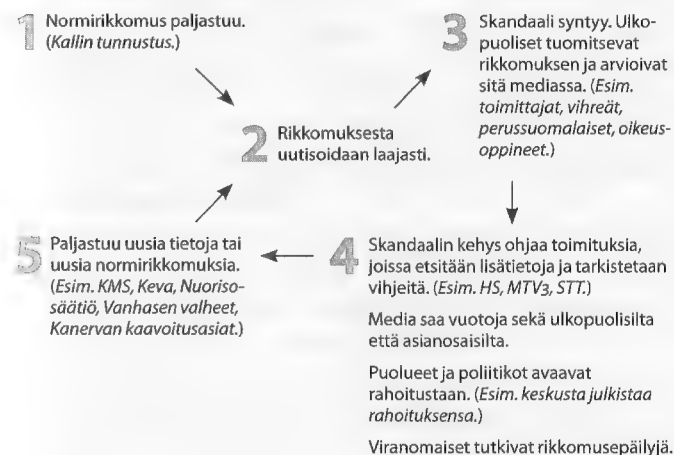 1 Normirikkomus paljastuu.
(Kallin tunnustus.)
2 Rikkomuksesta
uutisoidaan laajasti.
3 Skandaali syntyy. Ulko-
puoliset tuomitsevat
rikkomuksen ja arvioivat
sitä mediassa. (Esim.
toimittajat, vihreät,
perussuomalaiset, oikeus-
oppineet.)
4 Skandaalin kehys ohjaa toimituksia,
joissa etsitään lisätietoja ja tarkistetaan
vihjeitä. (Esim. HS, MTV3, STT.)
Media saa vuotoja sekä ulkopuolisilta
että asianosaisilta.
Puolueet ja poliitikot avaavat
rahoitustaan. (Esim. keskusta julkistaa
rahoituksensa.)
Viranomaiset tutkivat rikkomusepäilyjä.
5 Paljastuu uusia tietoja tai
uusia normirikkomuksia.
(Esim. KMS, Keva, Nuoriso-
säätiö, Vanhasen valheet,
Kanervan kaavoitusasiat.)